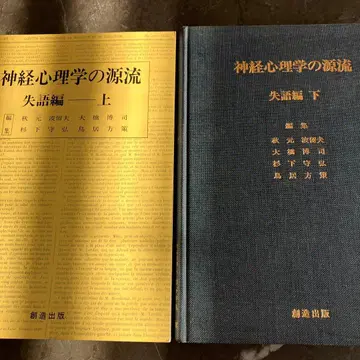 神経心理学の源流
失語編——上
編 秋元波留夫 大橋博司
集 杉下守弘 鳥居方策
創造出版
神経心理学の源流
失語編 下
編集
秋元波留夫
大橋博司
杉下守弘
鳥居方策
創造出版